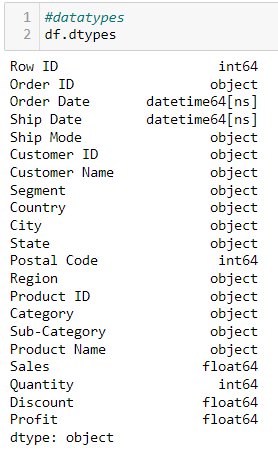 1 #datatypes
2 df.dtypes
Row ID int64
Order ID object
Order Date datetime64[ns]
Ship Date datetime64[ns]
Ship Mode object
Customer ID object
Customer Name object
Segment object
Country object
City object
State object
Postal Code int64
Region object
Product ID object
Category object
Sub-Category object
Product Name object
Sales float64
Quantity int64
Discount float64
Profit float64
dtype: object